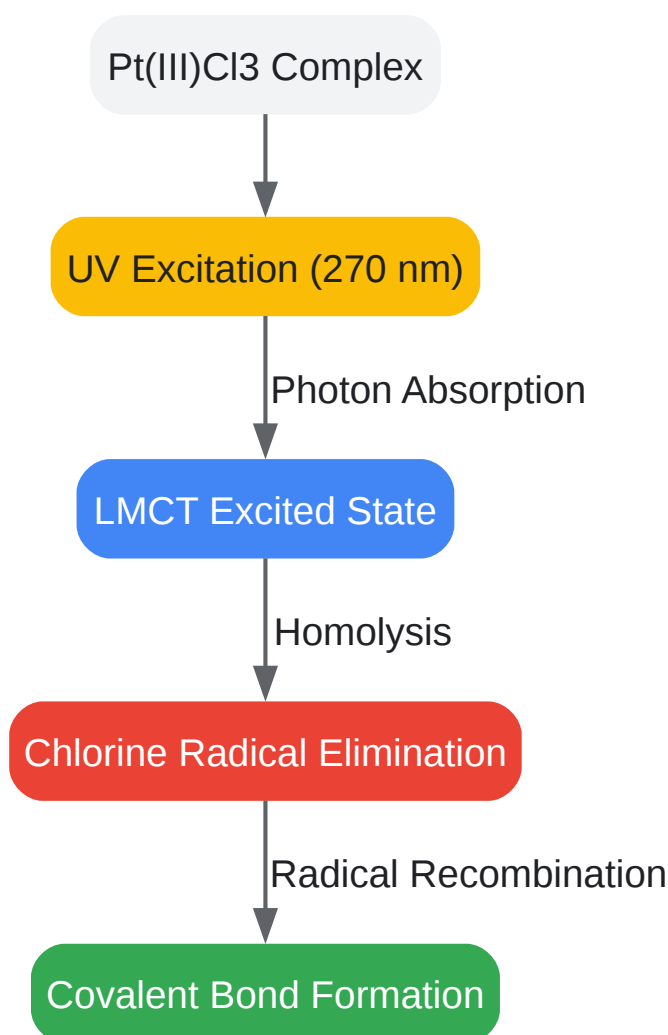 Pt(III)Cl3 Complex
UV Excitation (270 nm)
Photon Absorption
LMCT Excited State
Homolysis
Chlorine Radical Elimination
Radical Recombination
Covalent Bond Formation